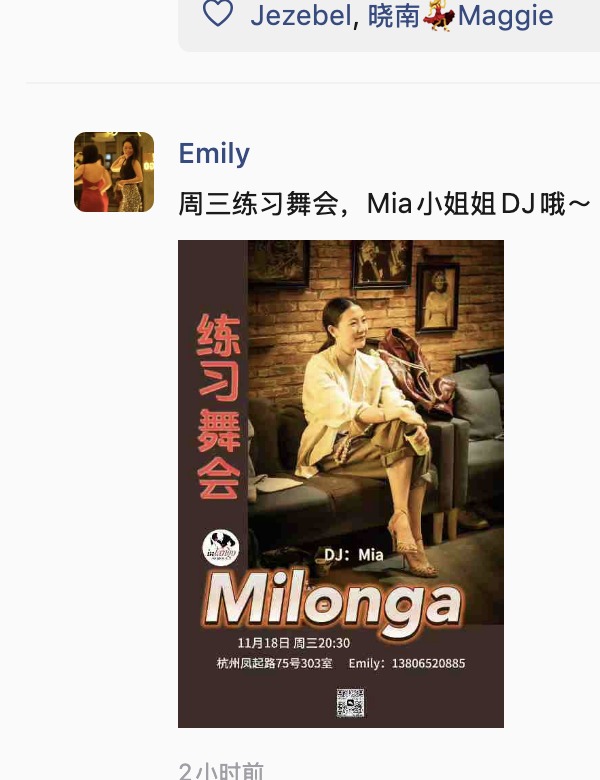 Jezebel, 晓南💃Maggie
Emily
周三练习舞会，Mia小姐姐DJ哦～
练习舞会
intango
DJ：Mia
Milonga
11月18日 周三20:30
杭州凤起路75号303室 Emily：13806520885
2小时前